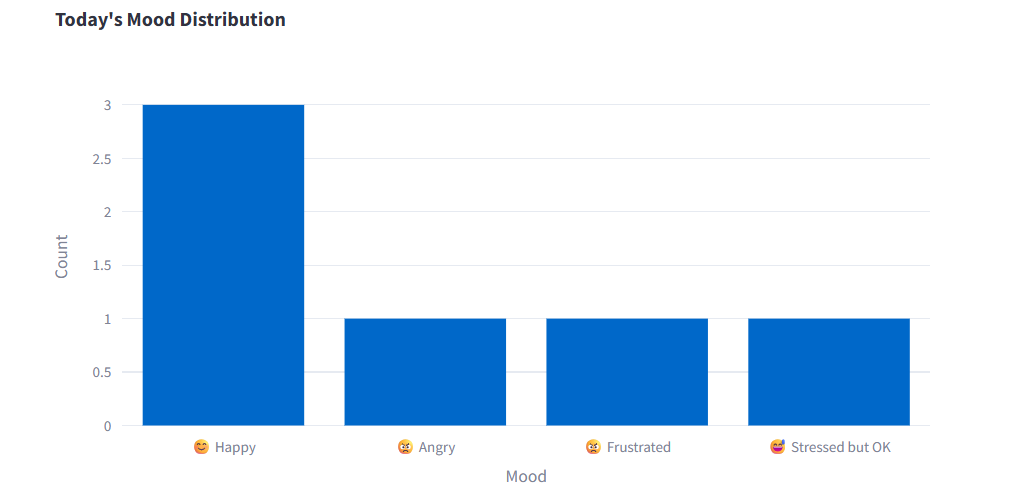 Today's Mood Distribution
3
2.5
2
1.5
1
0.5
0
Count
😊 Happy
😡 Angry
😡 Frustrated
😅 Stressed but OK
Mood